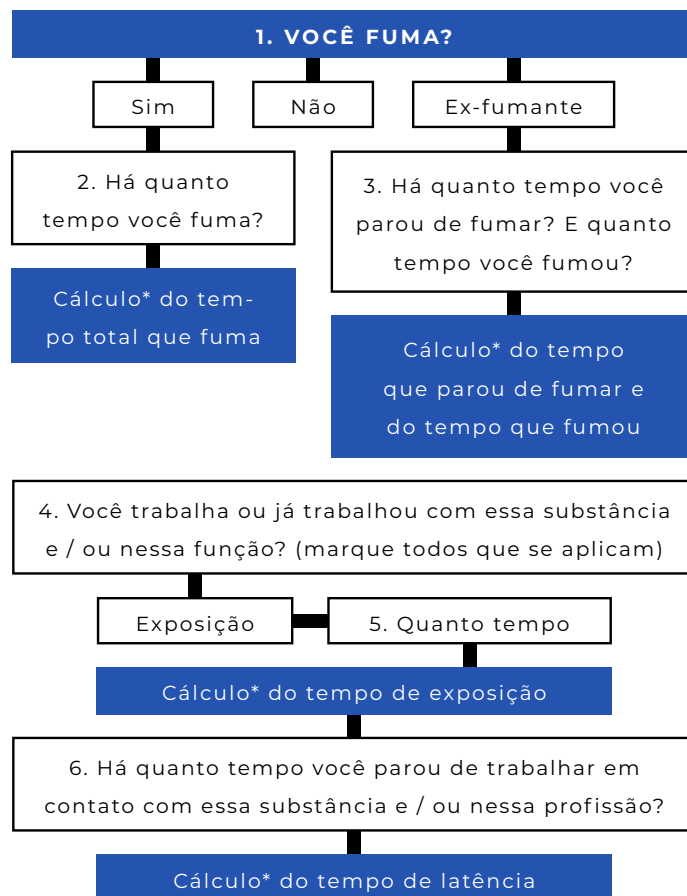 1. VOCÊ FUMA?
Sim
Não
Ex-fumante
2. Há quanto
tempo você fuma?
Cálculo* do tem-
po total que fuma
3. Há quanto tempo você
parou de fumar? E quanto
tempo você fumou?
Cálculo* do tempo
que parou de fumar e
do tempo que fumou
4. Você trabalha ou já trabalhou com essa substância
e / ou nessa função? (marque todos que se aplicam)
Exposição
5. Quanto tempo
Cálculo* do tempo de exposição
6. Há quanto tempo você parou de trabalhar em
contato com essa substância e / ou nessa profissão?
Cálculo* do tempo de latência